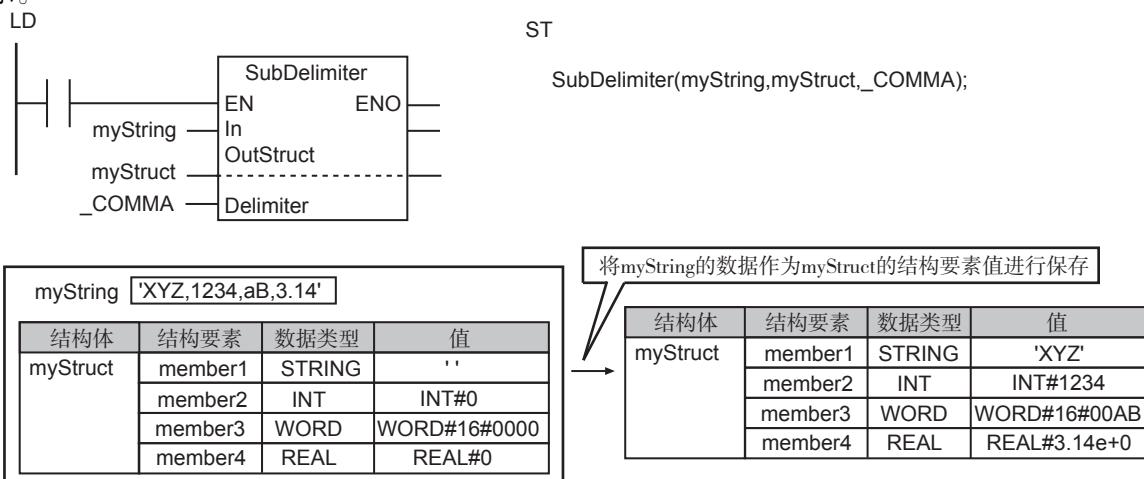 LD
ST
SubDelimiter
SubDelimiter(myString,myStruct,_COMMA);
EN ENO
myString In
OutStruct
myStruct
_COMMA Delimiter
将myString的数据作为myStruct的结构要素值进行保存
myString 'XYZ,1234,aB,3.14'
结构体 结构要素 数据类型 值
myStruct member1 STRING ' '
member2 INT INT#0
member3 WORD WORD#16#0000
member4 REAL REAL#0
结构体 结构要素 数据类型 值
myStruct member1 STRING 'XYZ'
member2 INT INT#1234
member3 WORD WORD#16#00AB
member4 REAL REAL#3.14e+0